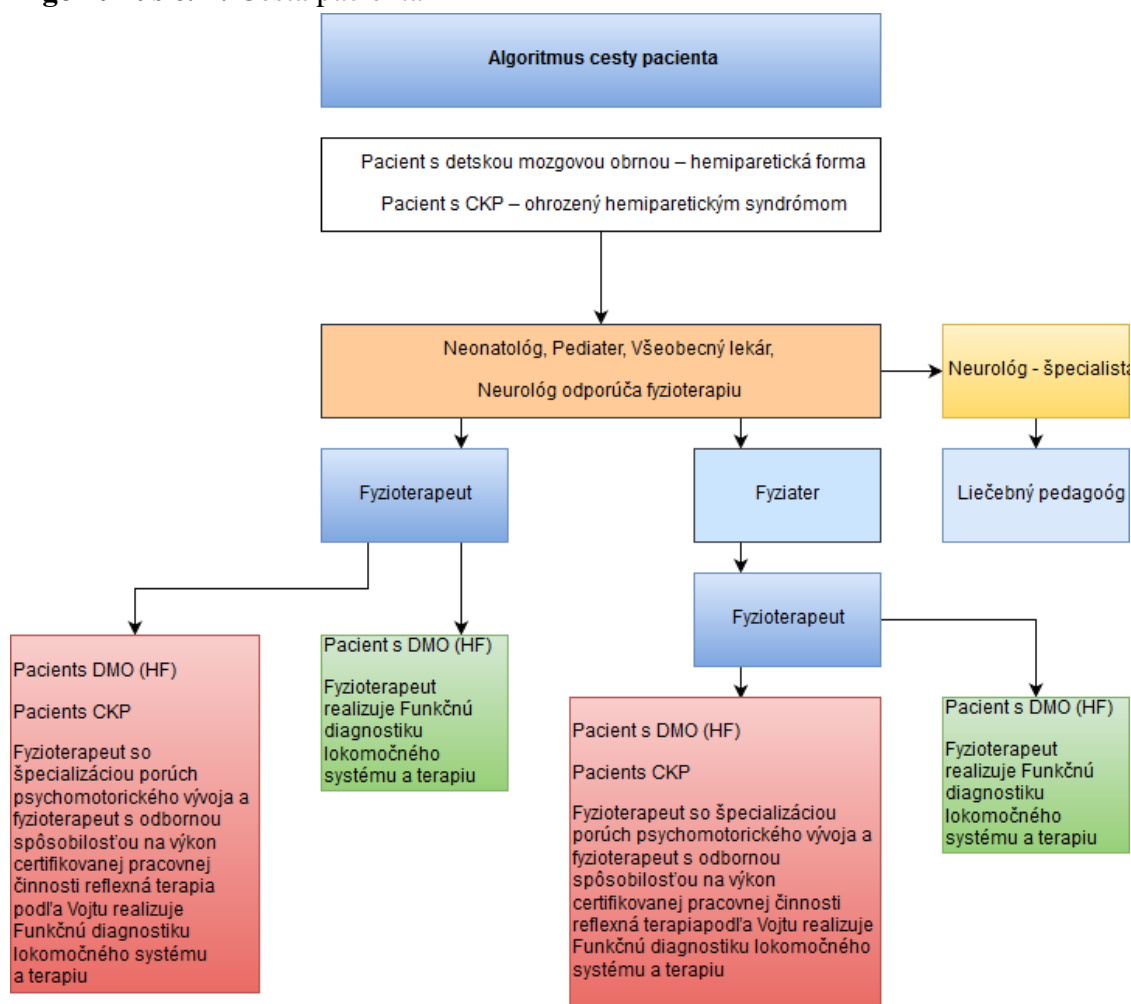 Cesta pacienta
Algoritmus cesty pacienta
Pacient s detskou mozgovou obrnou – hemiparetická forma
Pacient s CKP – ohrozený hemiparetickým syndrómom
Neonatológ, Pediater, Všeobecný lekár,
Neurológ odporúča fyzioterapiu
Neurológ - špecialista
Fyzioterapeut
Fyziater
Liečebný pedagoóg
Fyzioterapeut
Pacients DMO (HF)
Pacients CKP
Fyzioterapeut so
špecializáciou porúch
psychomotorického vývoja a
fyzioterapeut s odbornou
spôsobilosťou na výkon
certifikovanej pracovnej
činnosti reflexná terapia
podľa Vojtu realizuje
Funkčnú diagnostiku
lokomočného systému
a terapiu
Pacient s DMO (HF)
Fyzioterapeut
realizuje Funkčnú
diagnostiku
lokomočného
systému a terapiu
Pacient s DMO (HF)
Pacients CKP
Fyzioterapeut so špecializáciou
porúch psychomotorického vývoja a
fyzioterapeut s odbornou
spôsobilosťou na výkon
certifikovanej pracovnej činnosti
reflexná terapiapodľa Vojtu realizuje
Funkčnú diagnostiku lokomočného
systému a terapiu
Pacient s DMO (HF)
Fyzioterapeut
realizuje Funkčnú
diagnostiku
lokomočného
systému a terapiu